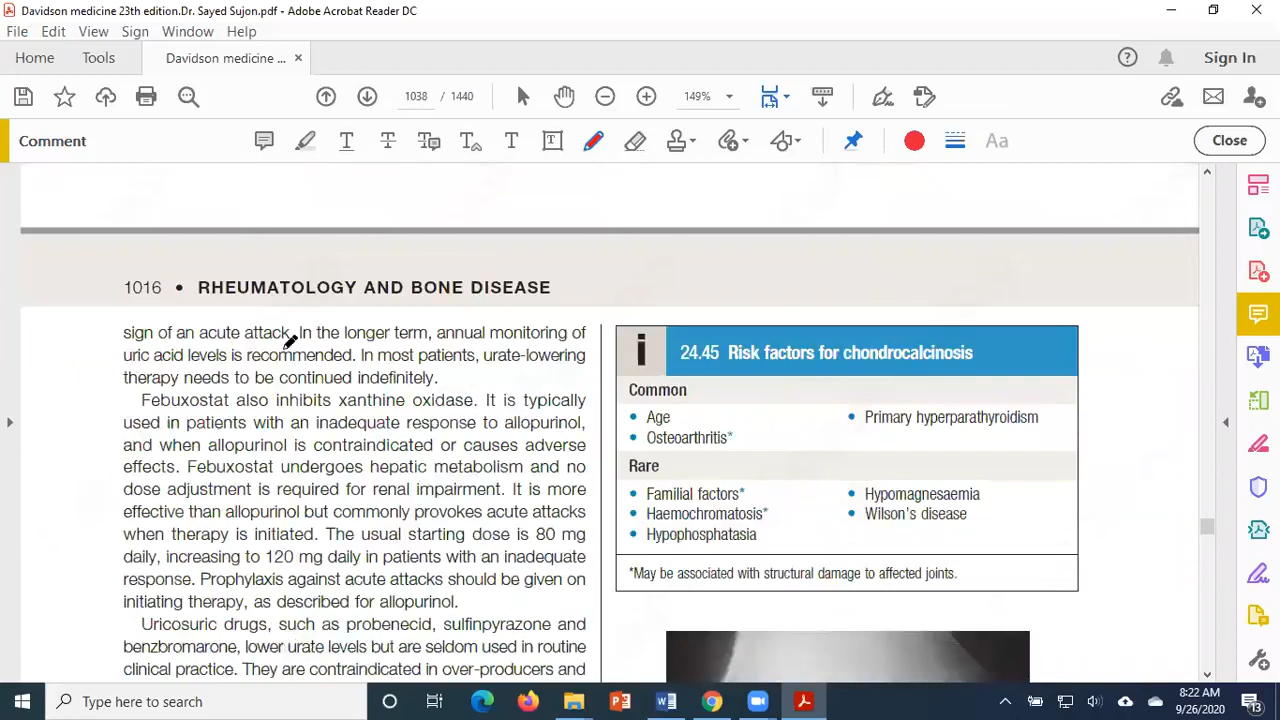 Davidson medicine 23th edition.Dr. Sayed Sujon.pdf - Adobe Acrobat Reader DC
File Edit View Sign Window Help
Home Tools Davidson medicine ... × Sign In
1038 / 1440 149%
Comment Aa Close
1016 • RHEUMATOLOGY AND BONE DISEASE
sign of an acute attack. In the longer term, annual monitoring of
uric acid levels is recommended. In most patients, urate-lowering
therapy needs to be continued indefinitely.
Febuxostat also inhibits xanthine oxidase. It is typically
used in patients with an inadequate response to allopurinol,
and when allopurinol is contraindicated or causes adverse
effects. Febuxostat undergoes hepatic metabolism and no
dose adjustment is required for renal impairment. It is more
effective than allopurinol but commonly provokes acute attacks
when therapy is initiated. The usual starting dose is 80 mg
daily, increasing to 120 mg daily in patients with an inadequate
response. Prophylaxis against acute attacks should be given on
initiating therapy, as described for allopurinol.
Uricosuric drugs, such as probenecid, sulfinpyrazone and
benzbromarone, lower urate levels but are seldom used in routine
clinical practice. They are contraindicated in over-producers and
i 24.45 Risk factors for chondrocalcinosis
Common
• Age
• Osteoarthritis*
• Primary hyperparathyroidism
Rare
• Familial factors*
• Haemochromatosis*
• Hypophosphatasia
• Hypomagnesaemia
• Wilson's disease
*May be associated with structural damage to affected joints.
Type here to search
8:22 AM
9/26/2020
13